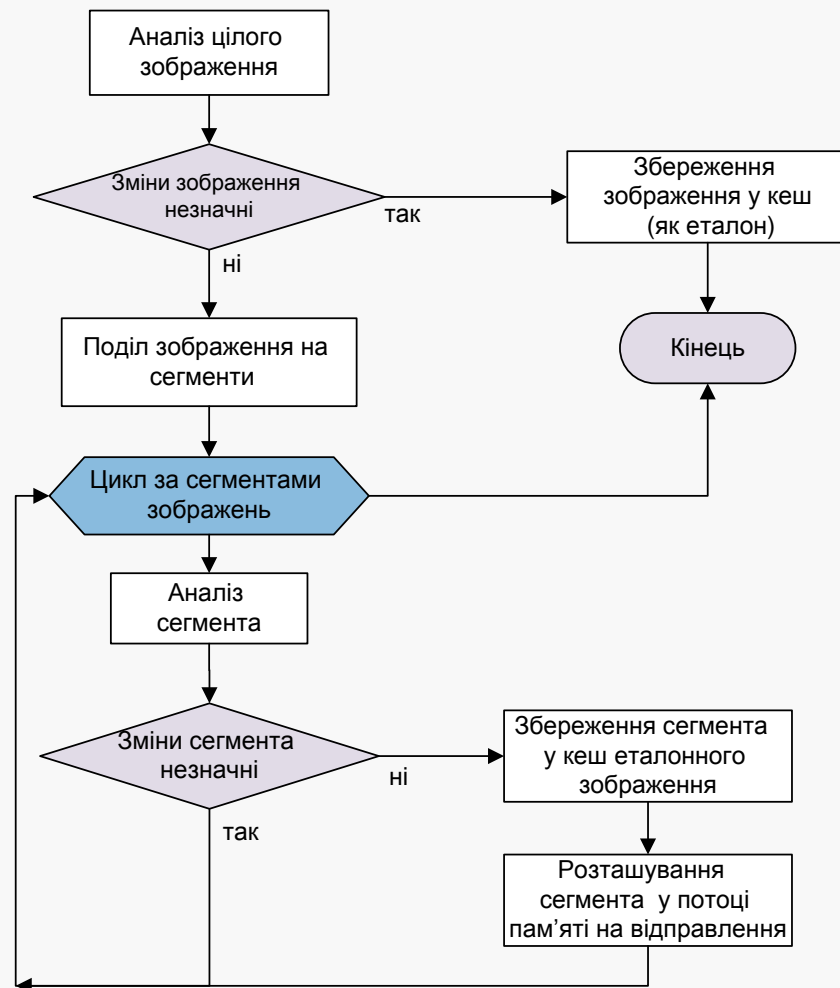 Аналіз цілого
зображення
Зміни зображення
незначні
так
ні
Збереження
зображення у кеш
(як еталон)
Кінець
Поділ зображення на
сегменти
Цикл за сегментами
зображень
Аналіз
сегмента
Зміни сегмента
незначні
ні
так
Збереження сегмента
у кеш еталонного
зображення
Розташування
сегмента у потоці
пам’яті на відправлення